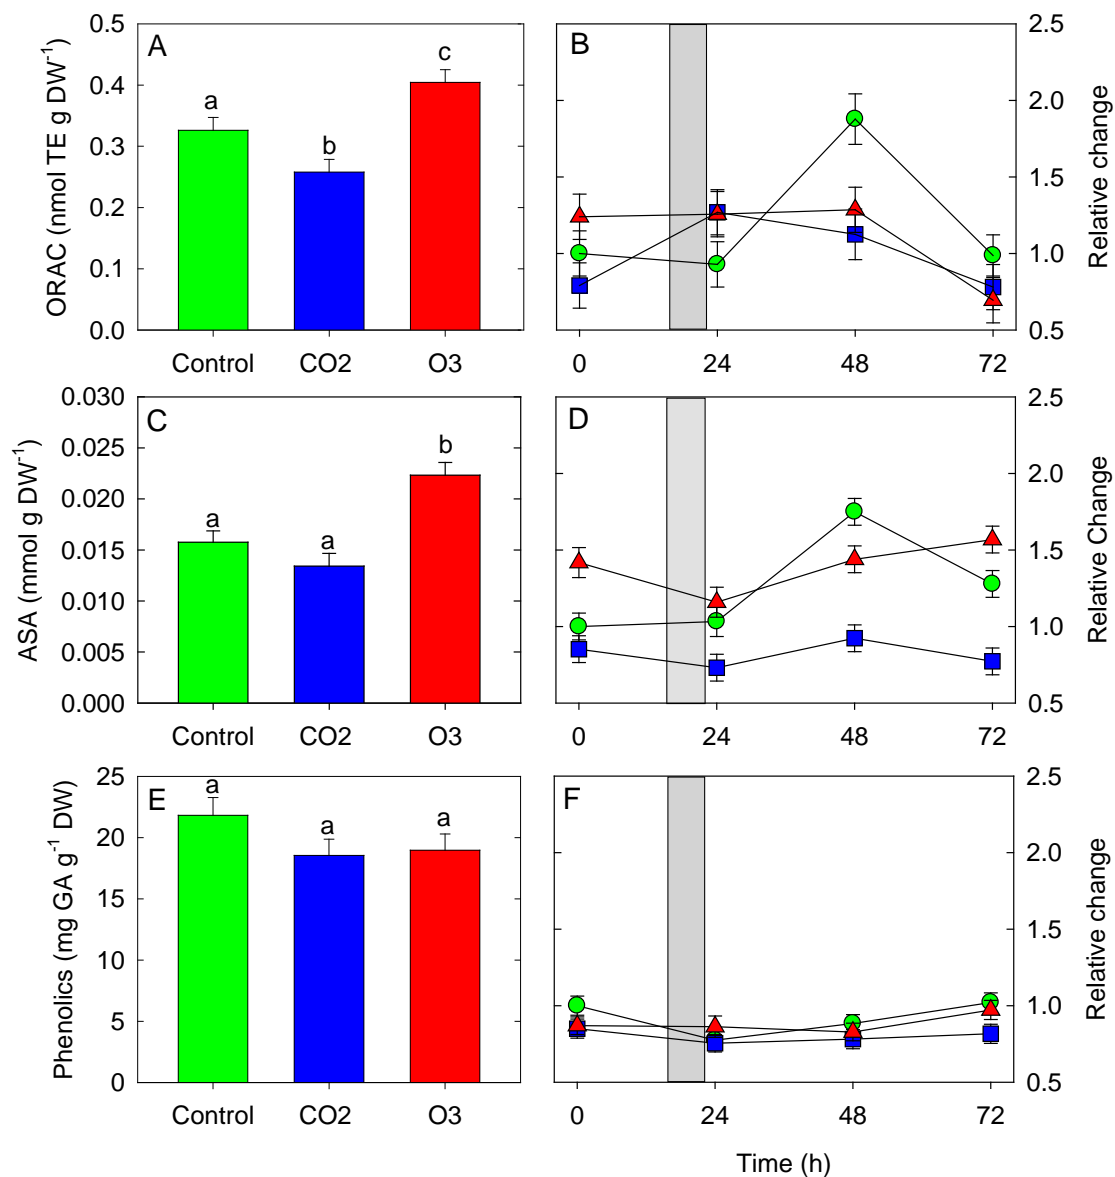 A
ORAC (nmol TE g DW⁻¹)
0.5
0.4
0.3
0.2
0.1
0.0
a
b
c
Control
CO2
O3
B
2.5
2.0
1.5
1.0
0.5
Relative change
0
24
48
72
C
ASA (mmol g DW⁻¹)
0.030
0.025
0.020
0.015
0.010
0.005
0.000
a
a
b
Control
CO2
O3
D
2.5
2.0
1.5
1.0
0.5
Relative Change
0
24
48
72
E
Phenolics (mg GA g⁻¹ DW)
25
20
15
10
5
0
a
a
a
Control
CO2
O3
F
2.5
2.0
1.5
1.0
0.5
Relative change
0
24
48
72
Time (h)